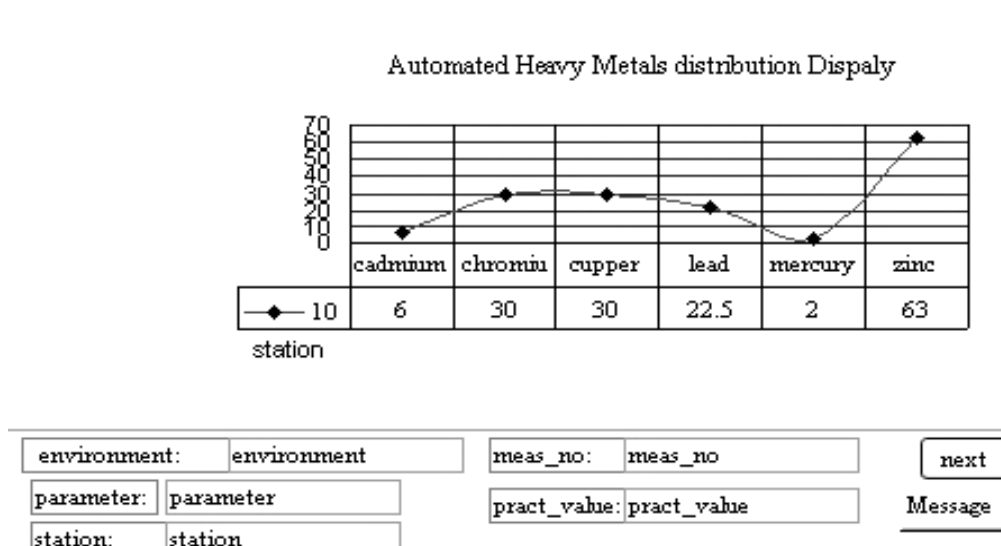 Automated Heavy Metals distribution Dispaly
70
60
50
40
30
20
10
0
cadmium chromiu cupper lead mercury zinc
10 6 30 30 22.5 2 63
station
environment: environment meas_no: meas_no next
parameter: parameter pract_value: pract_value Message
station: station